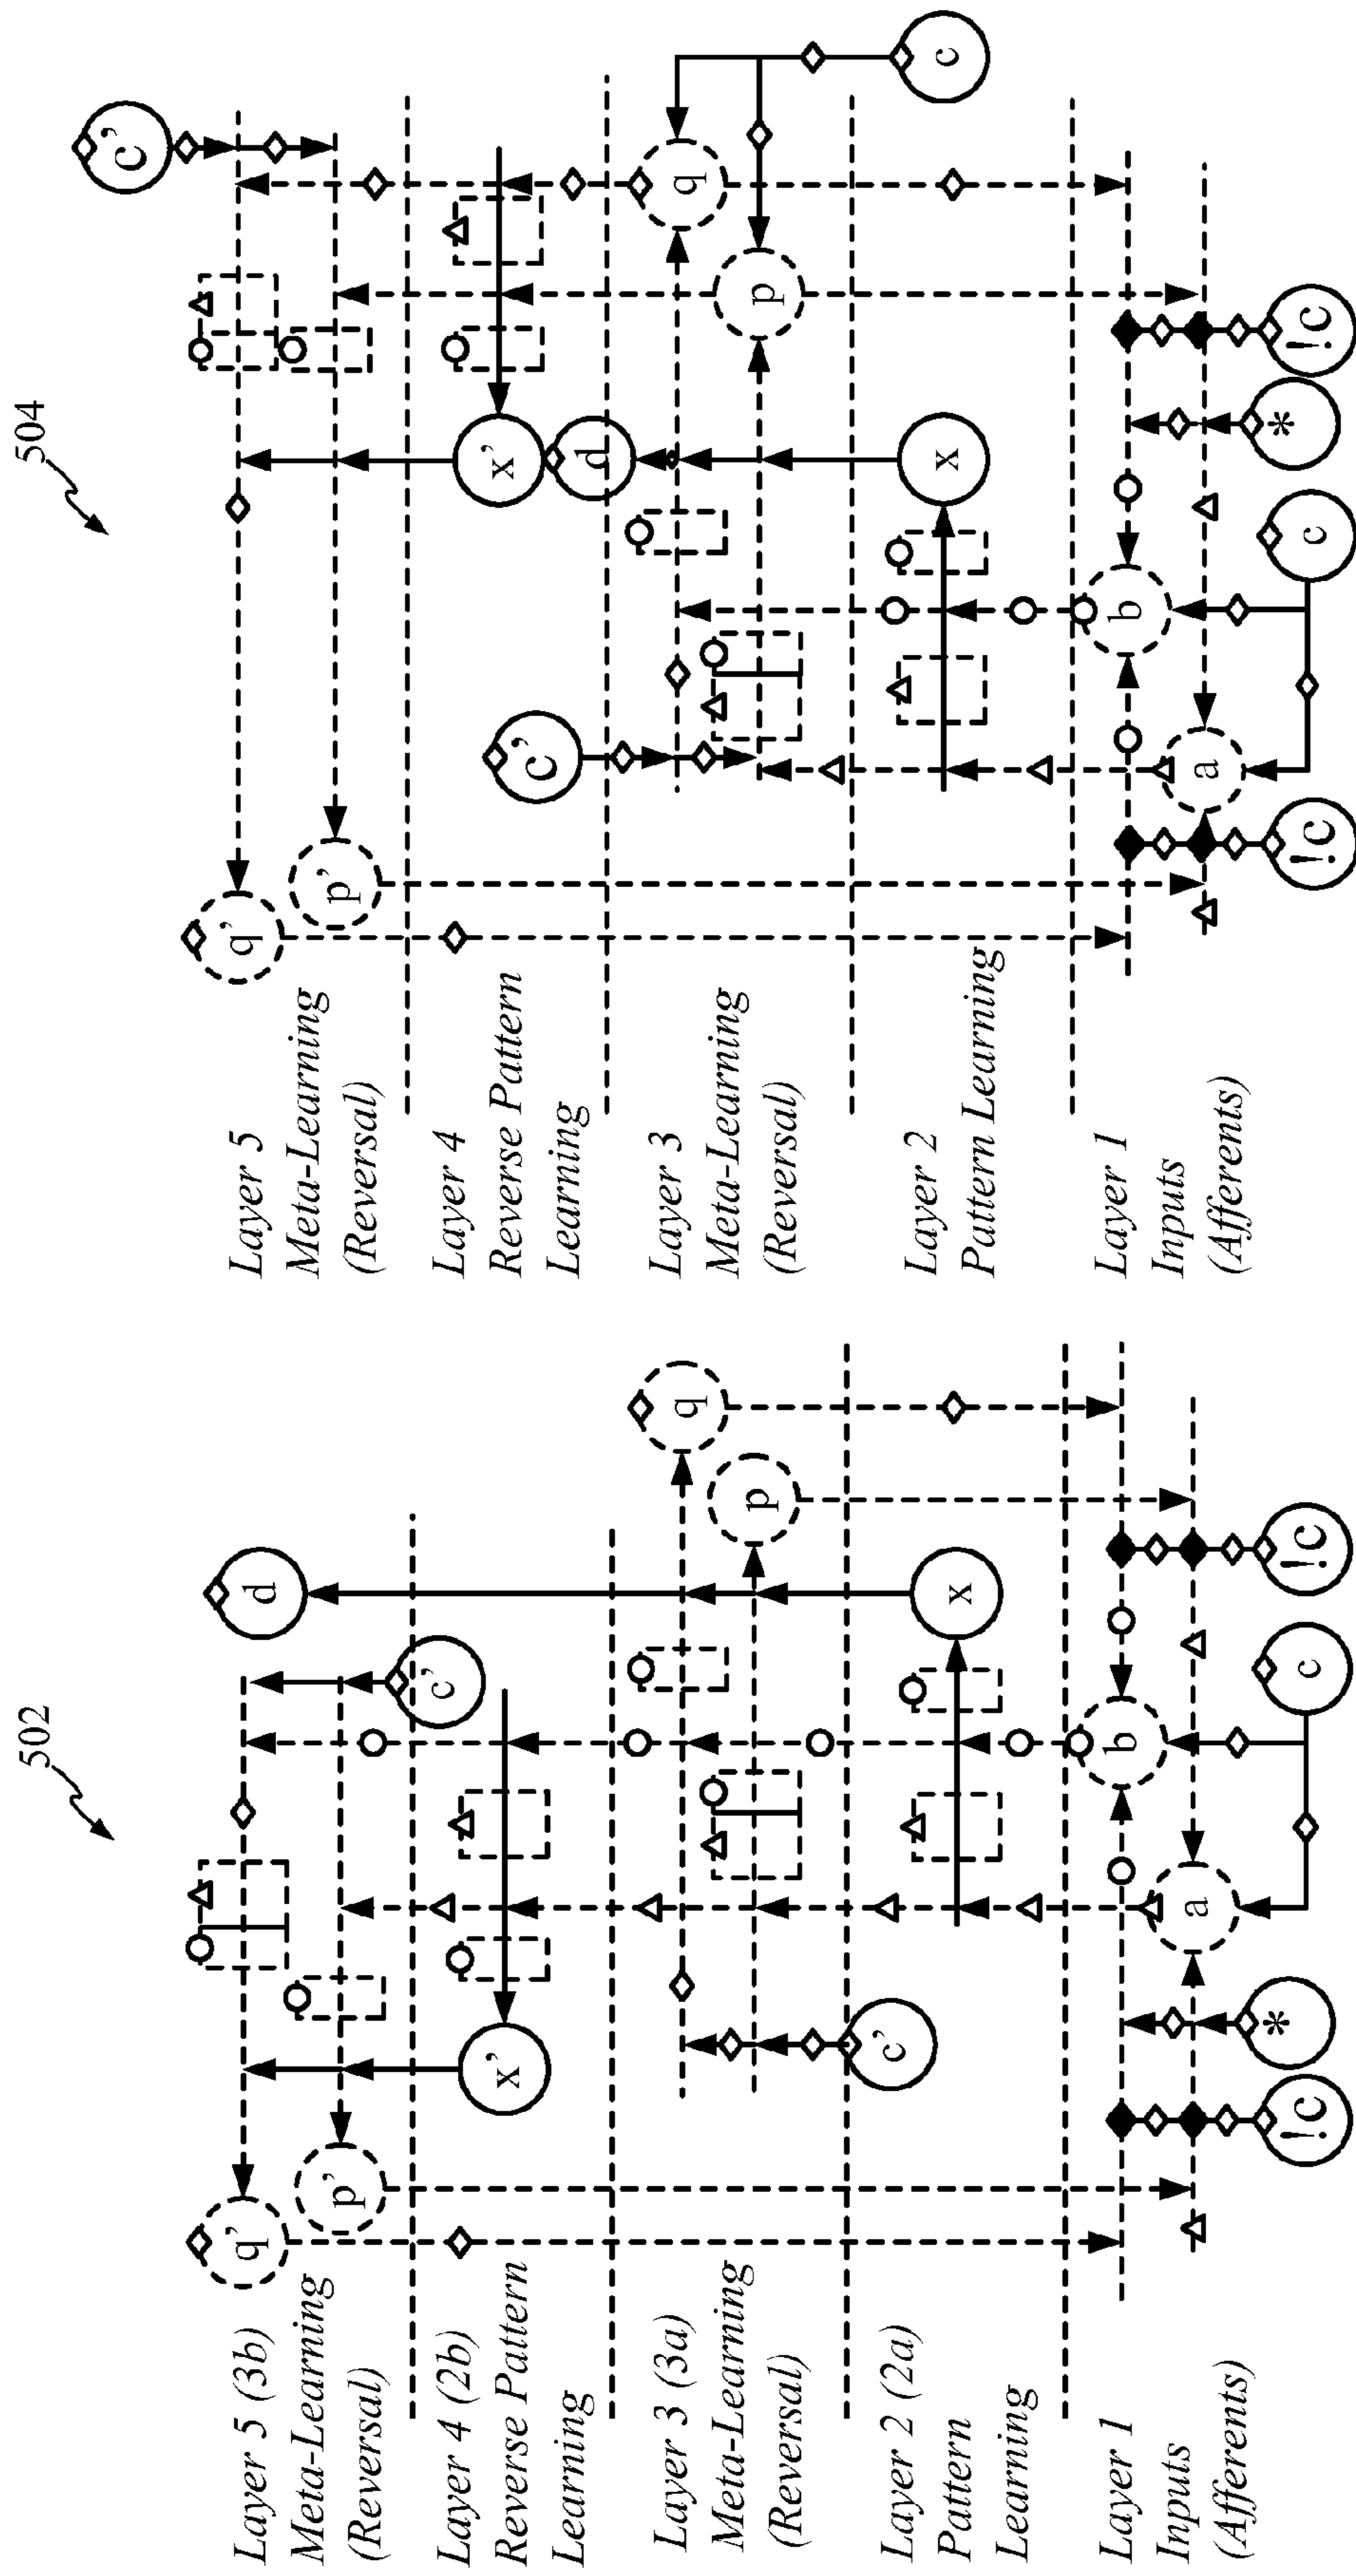 502
Layer 5 (3b)
Meta-Learning
(Reversal)
Layer 4 (2b)
Reverse Pattern
Learning
Layer 3 (3a)
Meta-Learning
(Reversal)
Layer 2 (2a)
Pattern
Learning
Layer 1
Inputs
(Afferents)
q'
p'
d
c'
x'
q
p
c'
x
b
a
!c
*
c
!c
504
Layer 5
Meta-Learning
(Reversal)
Layer 4
Reverse Pattern
Learning
Layer 3
Meta-Learning
(Reversal)
Layer 2
Pattern Learning
Layer 1
Inputs
(Afferents)
c'
q'
p'
x'
d
c'
q
p
x
c
b
a
!c
c
*
!c